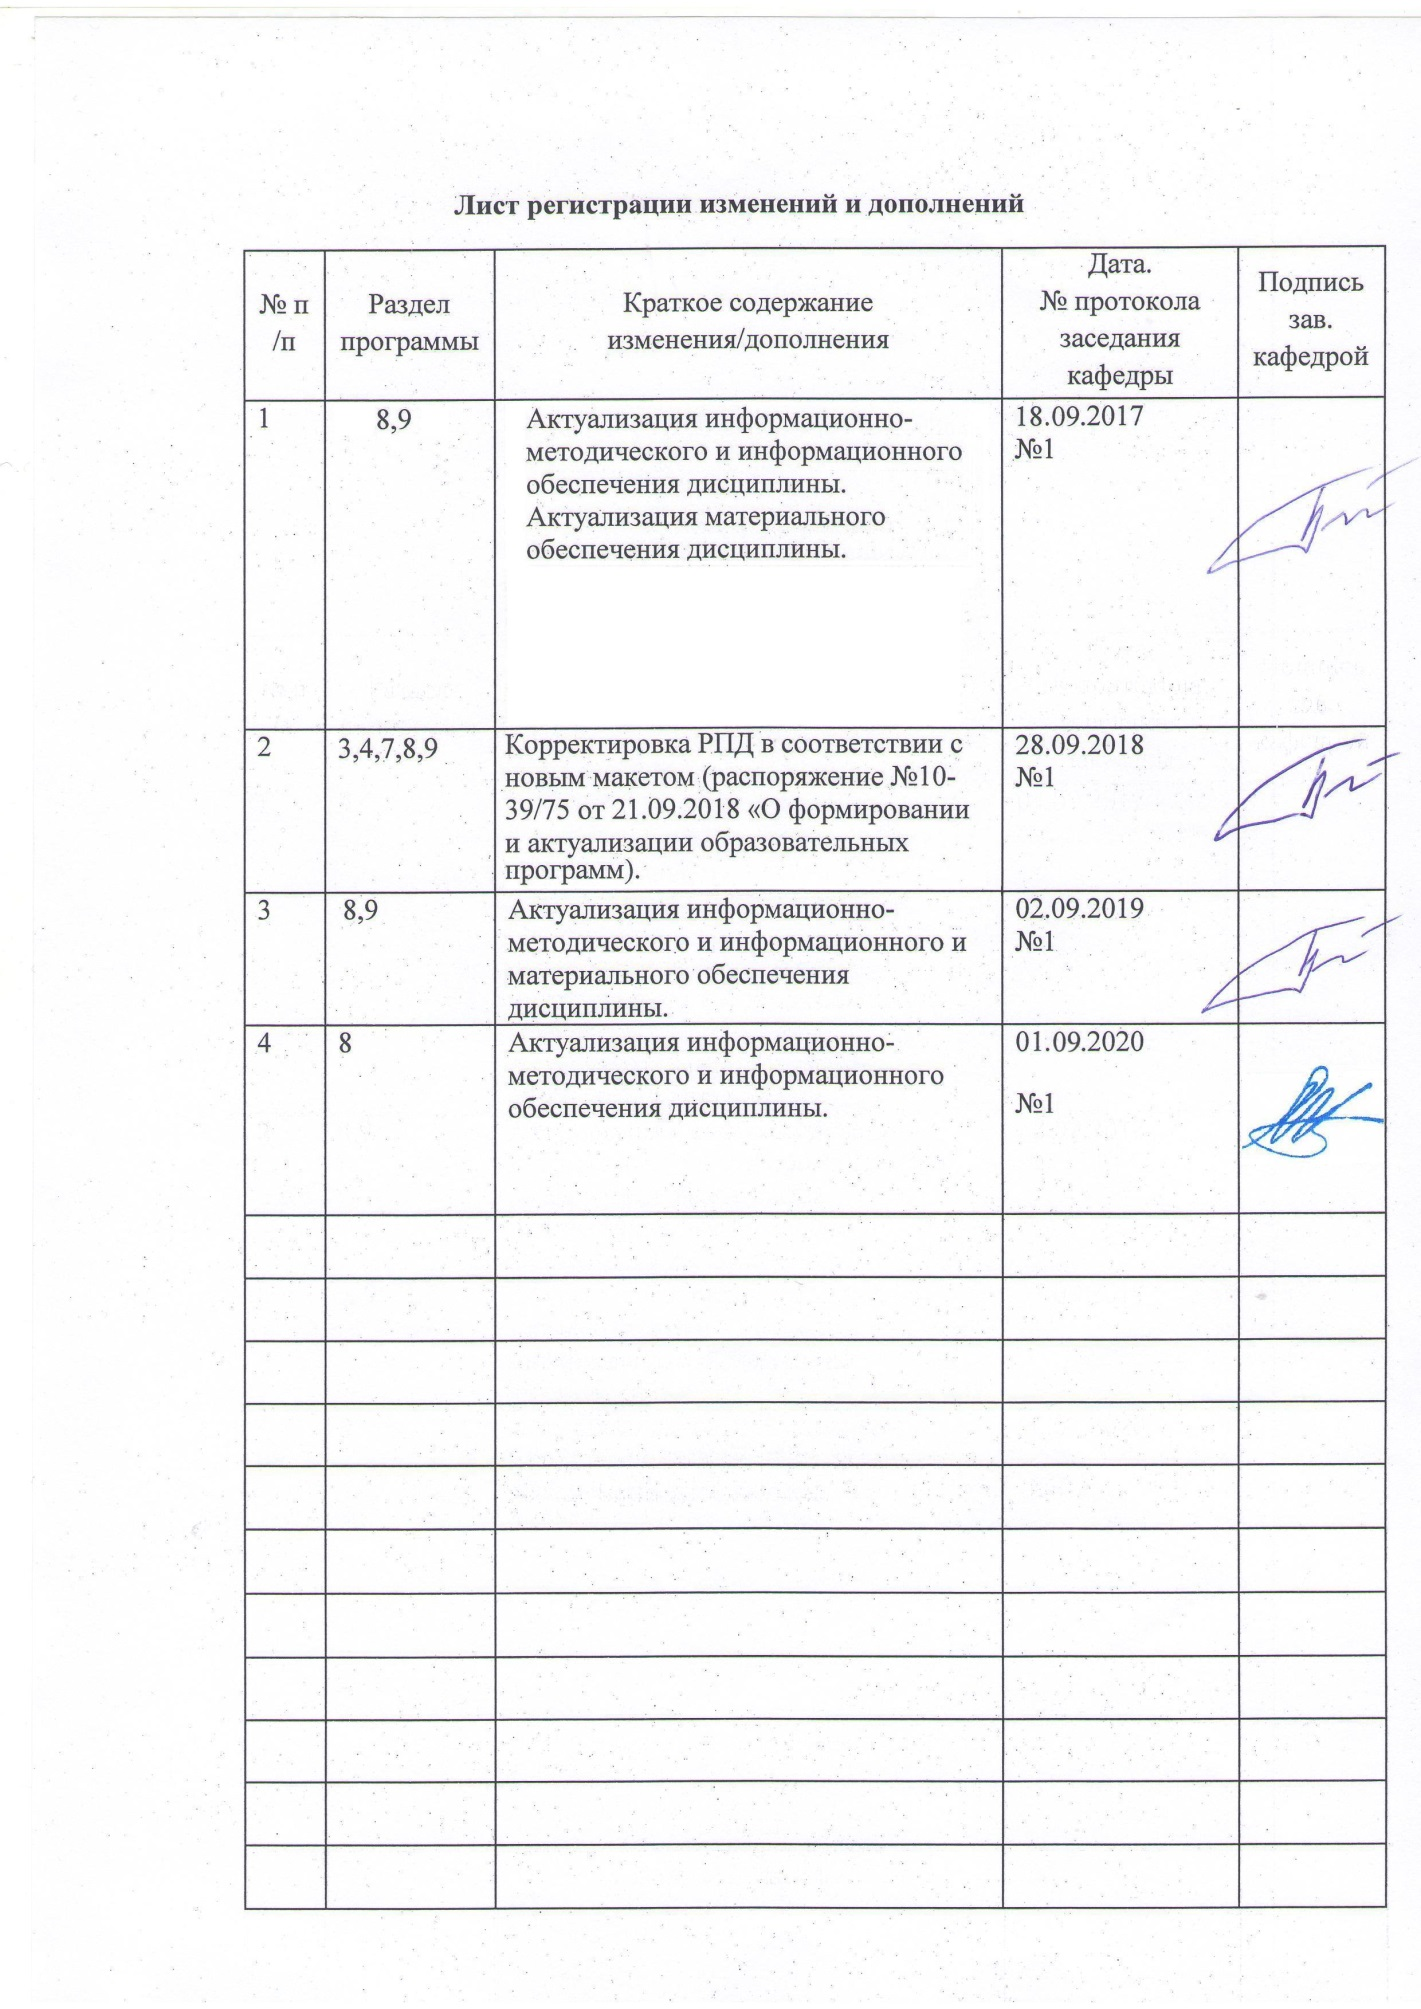 Лист регистрации изменений и дополнений
№ п
/п
Раздел
программы
Краткое содержание
изменения/дополнения
Дата.
№ протокола
заседания
кафедры
Подпись
зав.
кафедрой
1
8,9
Актуализация информационно-
методического и информационного
обеспечения дисциплины.
Актуализация материального
обеспечения дисциплины.
18.09.2017
№1
2
3,4,7,8,9
Корректировка РПД в соответствии с
новым макетом (распоряжение №10-
39/75 от 21.09.2018 «О формировании
и актуализации образовательных
программ).
28.09.2018
№1
3
8,9
Актуализация информационно-
методического и информационного и
материального обеспечения
дисциплины.
02.09.2019
№1
4
8
Актуализация информационно-
методического и информационного
обеспечения дисциплины.
01.09.2020
№1